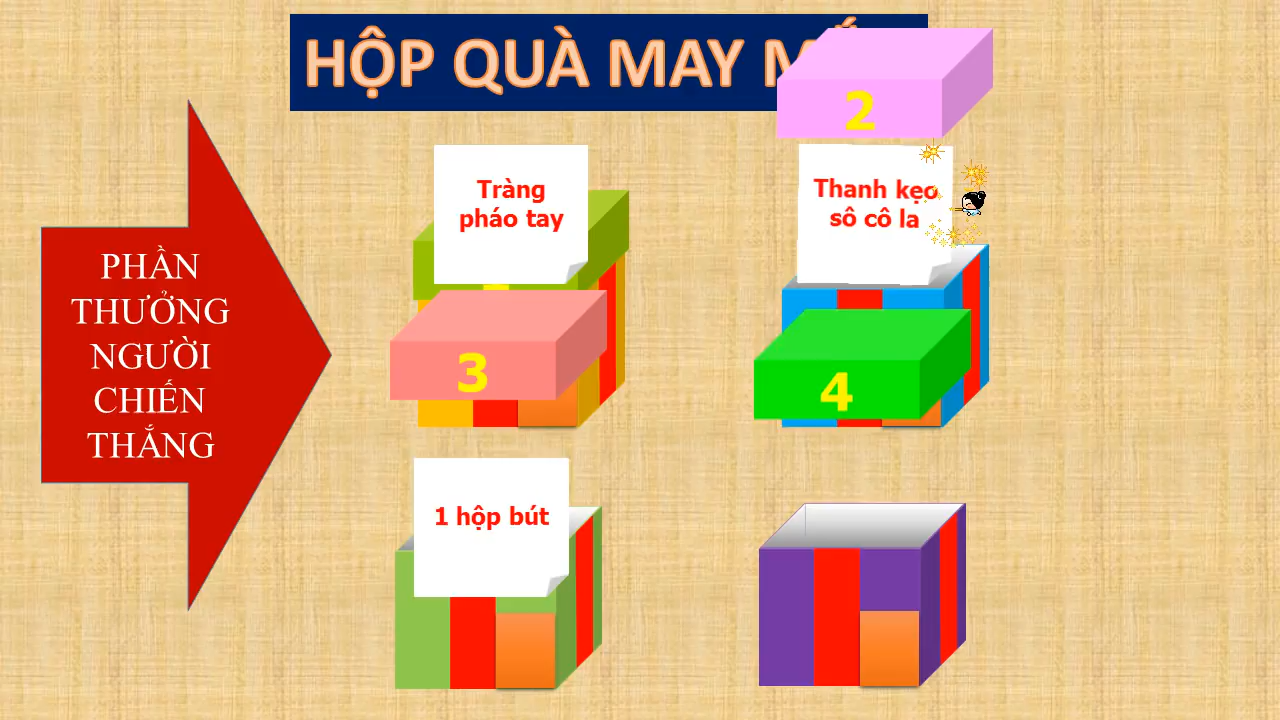 HỘP QUÀ MAY
2
Tràng
pháo tay
Thanh kẹo
sô cô la
PHẦN
THƯỞNG
NGƯỜI
CHIẾN
THẮNG
3
4
1 hộp bút